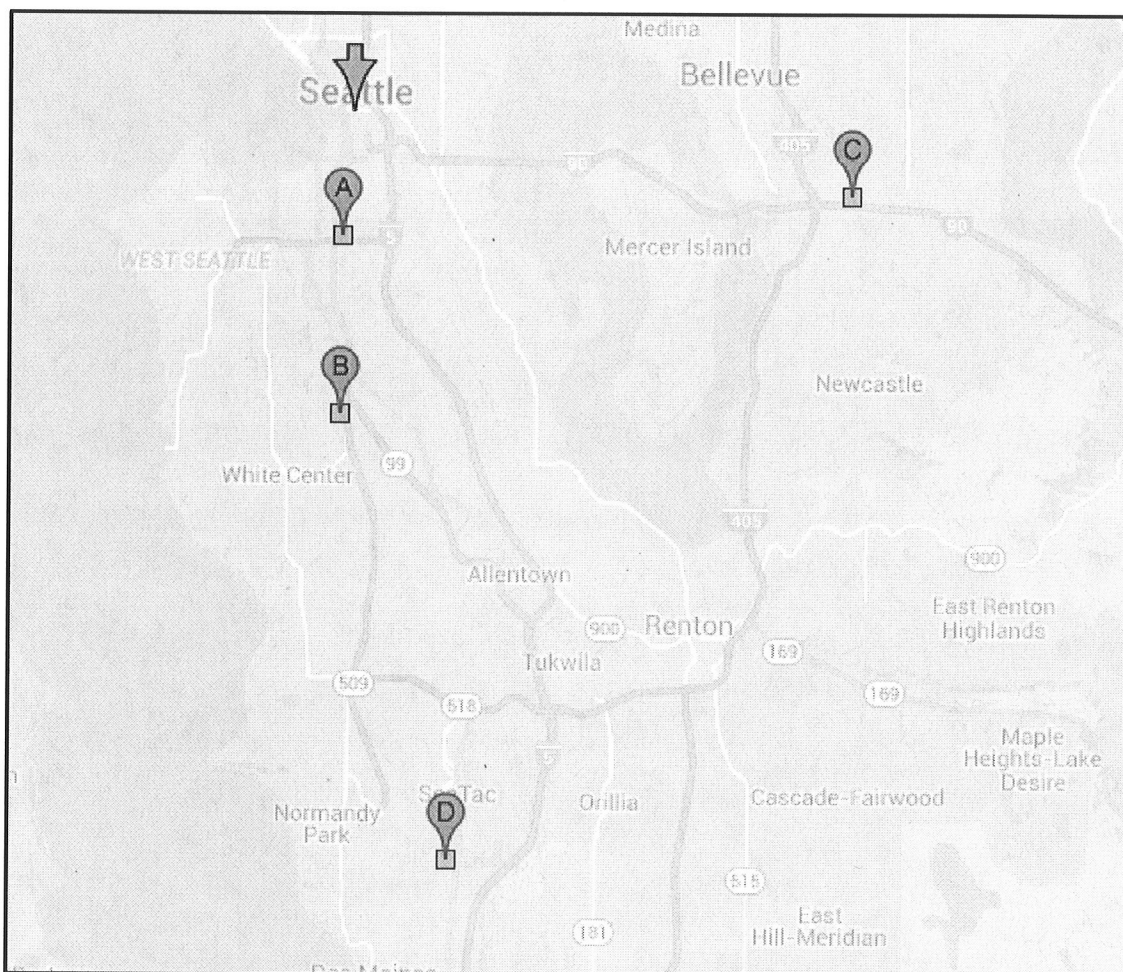 Medina
Seattle
Bellevue
405
C
90
A
5
Mercer Island
90
WEST SEATTLE
B
Newcastle
White Center
99
405
900
Allentown
East Renton
Highlands
900
Renton
169
Tukwila
509
169
518
Maple
Heights-Lake
Desire
5
SeaTac
Orillia
Cascade-Fairwood
D
Normandy
Park
515
181
East
Hill-Meridian